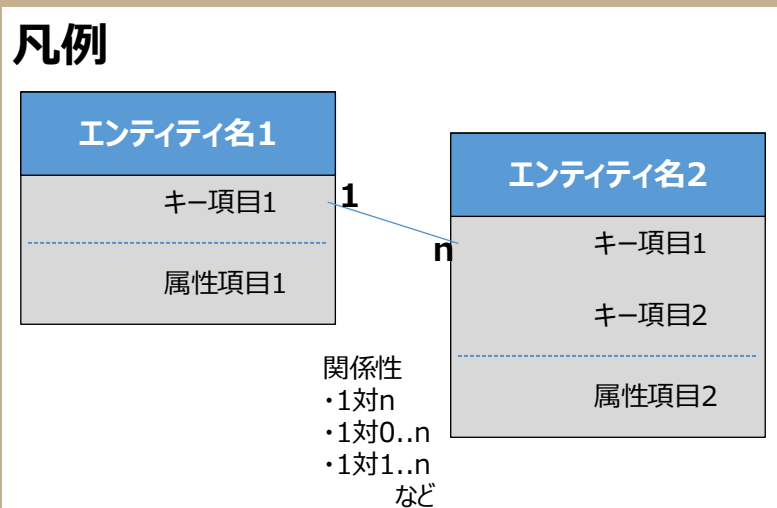 凡例
エンティティ名1
キー項目1
属性項目1
1
n
エンティティ名2
キー項目1
キー項目2
属性項目2
関係性
・1対n
・1対0..n
・1対1..n
など